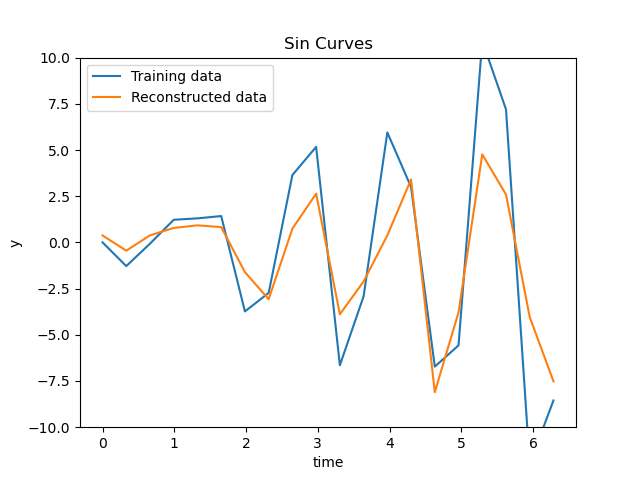 Sin Curves
Training data
Reconstructed data
10.0
7.5
5.0
2.5
0.0
−2.5
−5.0
−7.5
−10.0
y
0 1 2 3 4 5 6
time